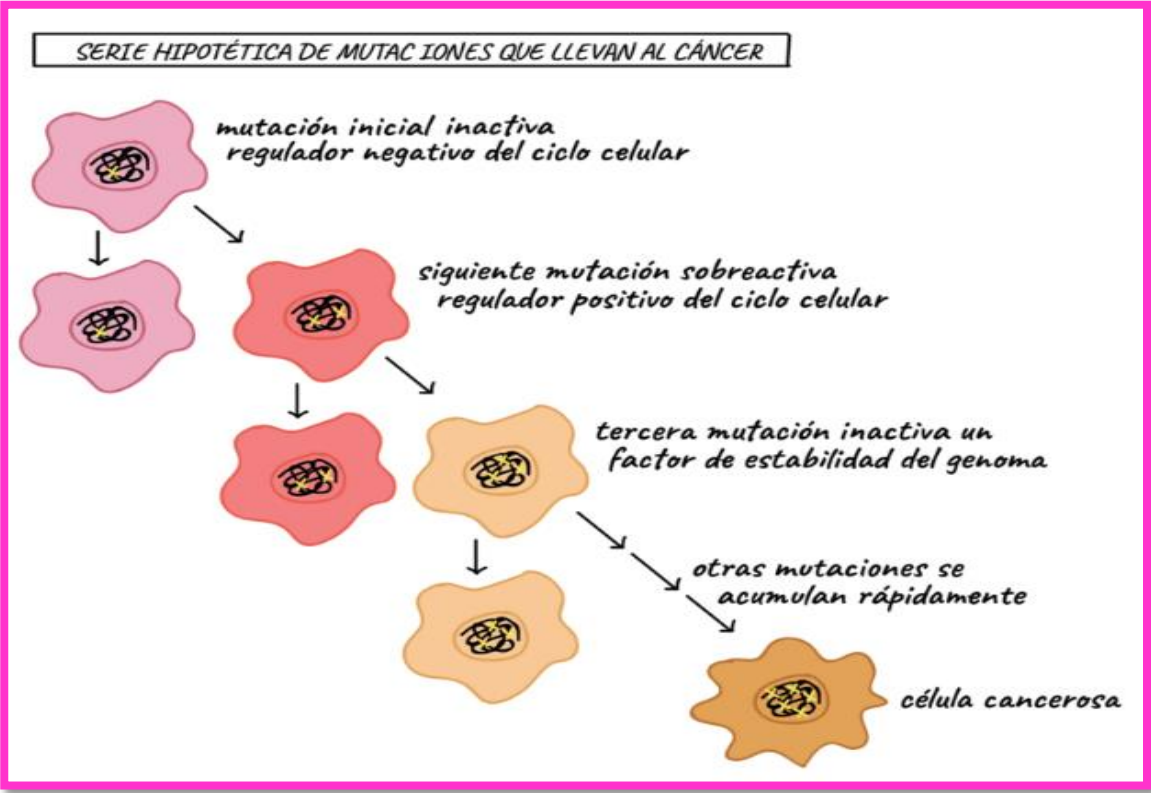 SERIE HIPOTÉTICA DE MUTAC IONES QUE LLEVAN AL CÁNCER
mutación inicial inactiva
regulador negativo del ciclo celular
siguiente mutación sobreactiva
regulador positivo del ciclo celular
tercera mutación inactiva un
factor de estabilidad del genoma
otras mutaciones se
acumulan rápidamente
célula cancerosa